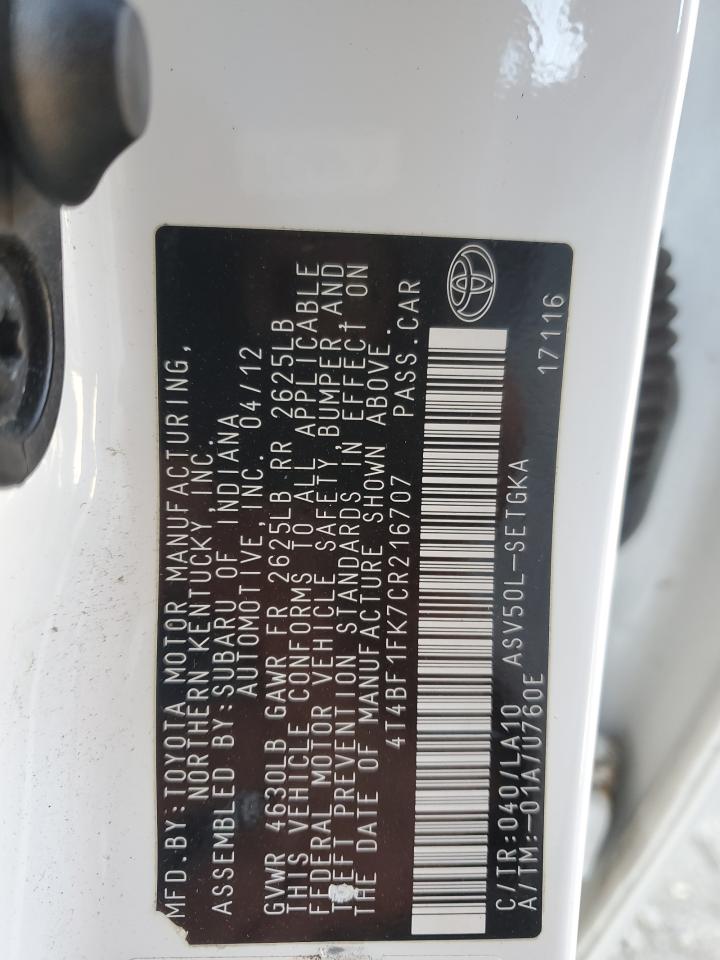 MFD.BY:TOYOTA MOTOR MANUFACTURING,
NORTHERN KENTUCKY, INC.
ASSEMBLED BY:SUBARU OF INDIANA
AUTOMOTIVE, INC. 04/12
GVWR 4630LB GAWR FR 2625LB RR 2625LB
THIS VEHICLE CONFORMS TO ALL APPLICABLE
FEDERAL MOTOR VEHICLE SAFETY, BUMPER, AND
THEFT PREVENTION STANDARDS IN EFFECT ON
THE DATE OF MANUFACTURE SHOWN ABOVE.
4T4BF1FK7CR216707 PASS.CAR
C/TR:040/LA10 ASV50L-SETGKA
A/TM:-01A/U760E 17116